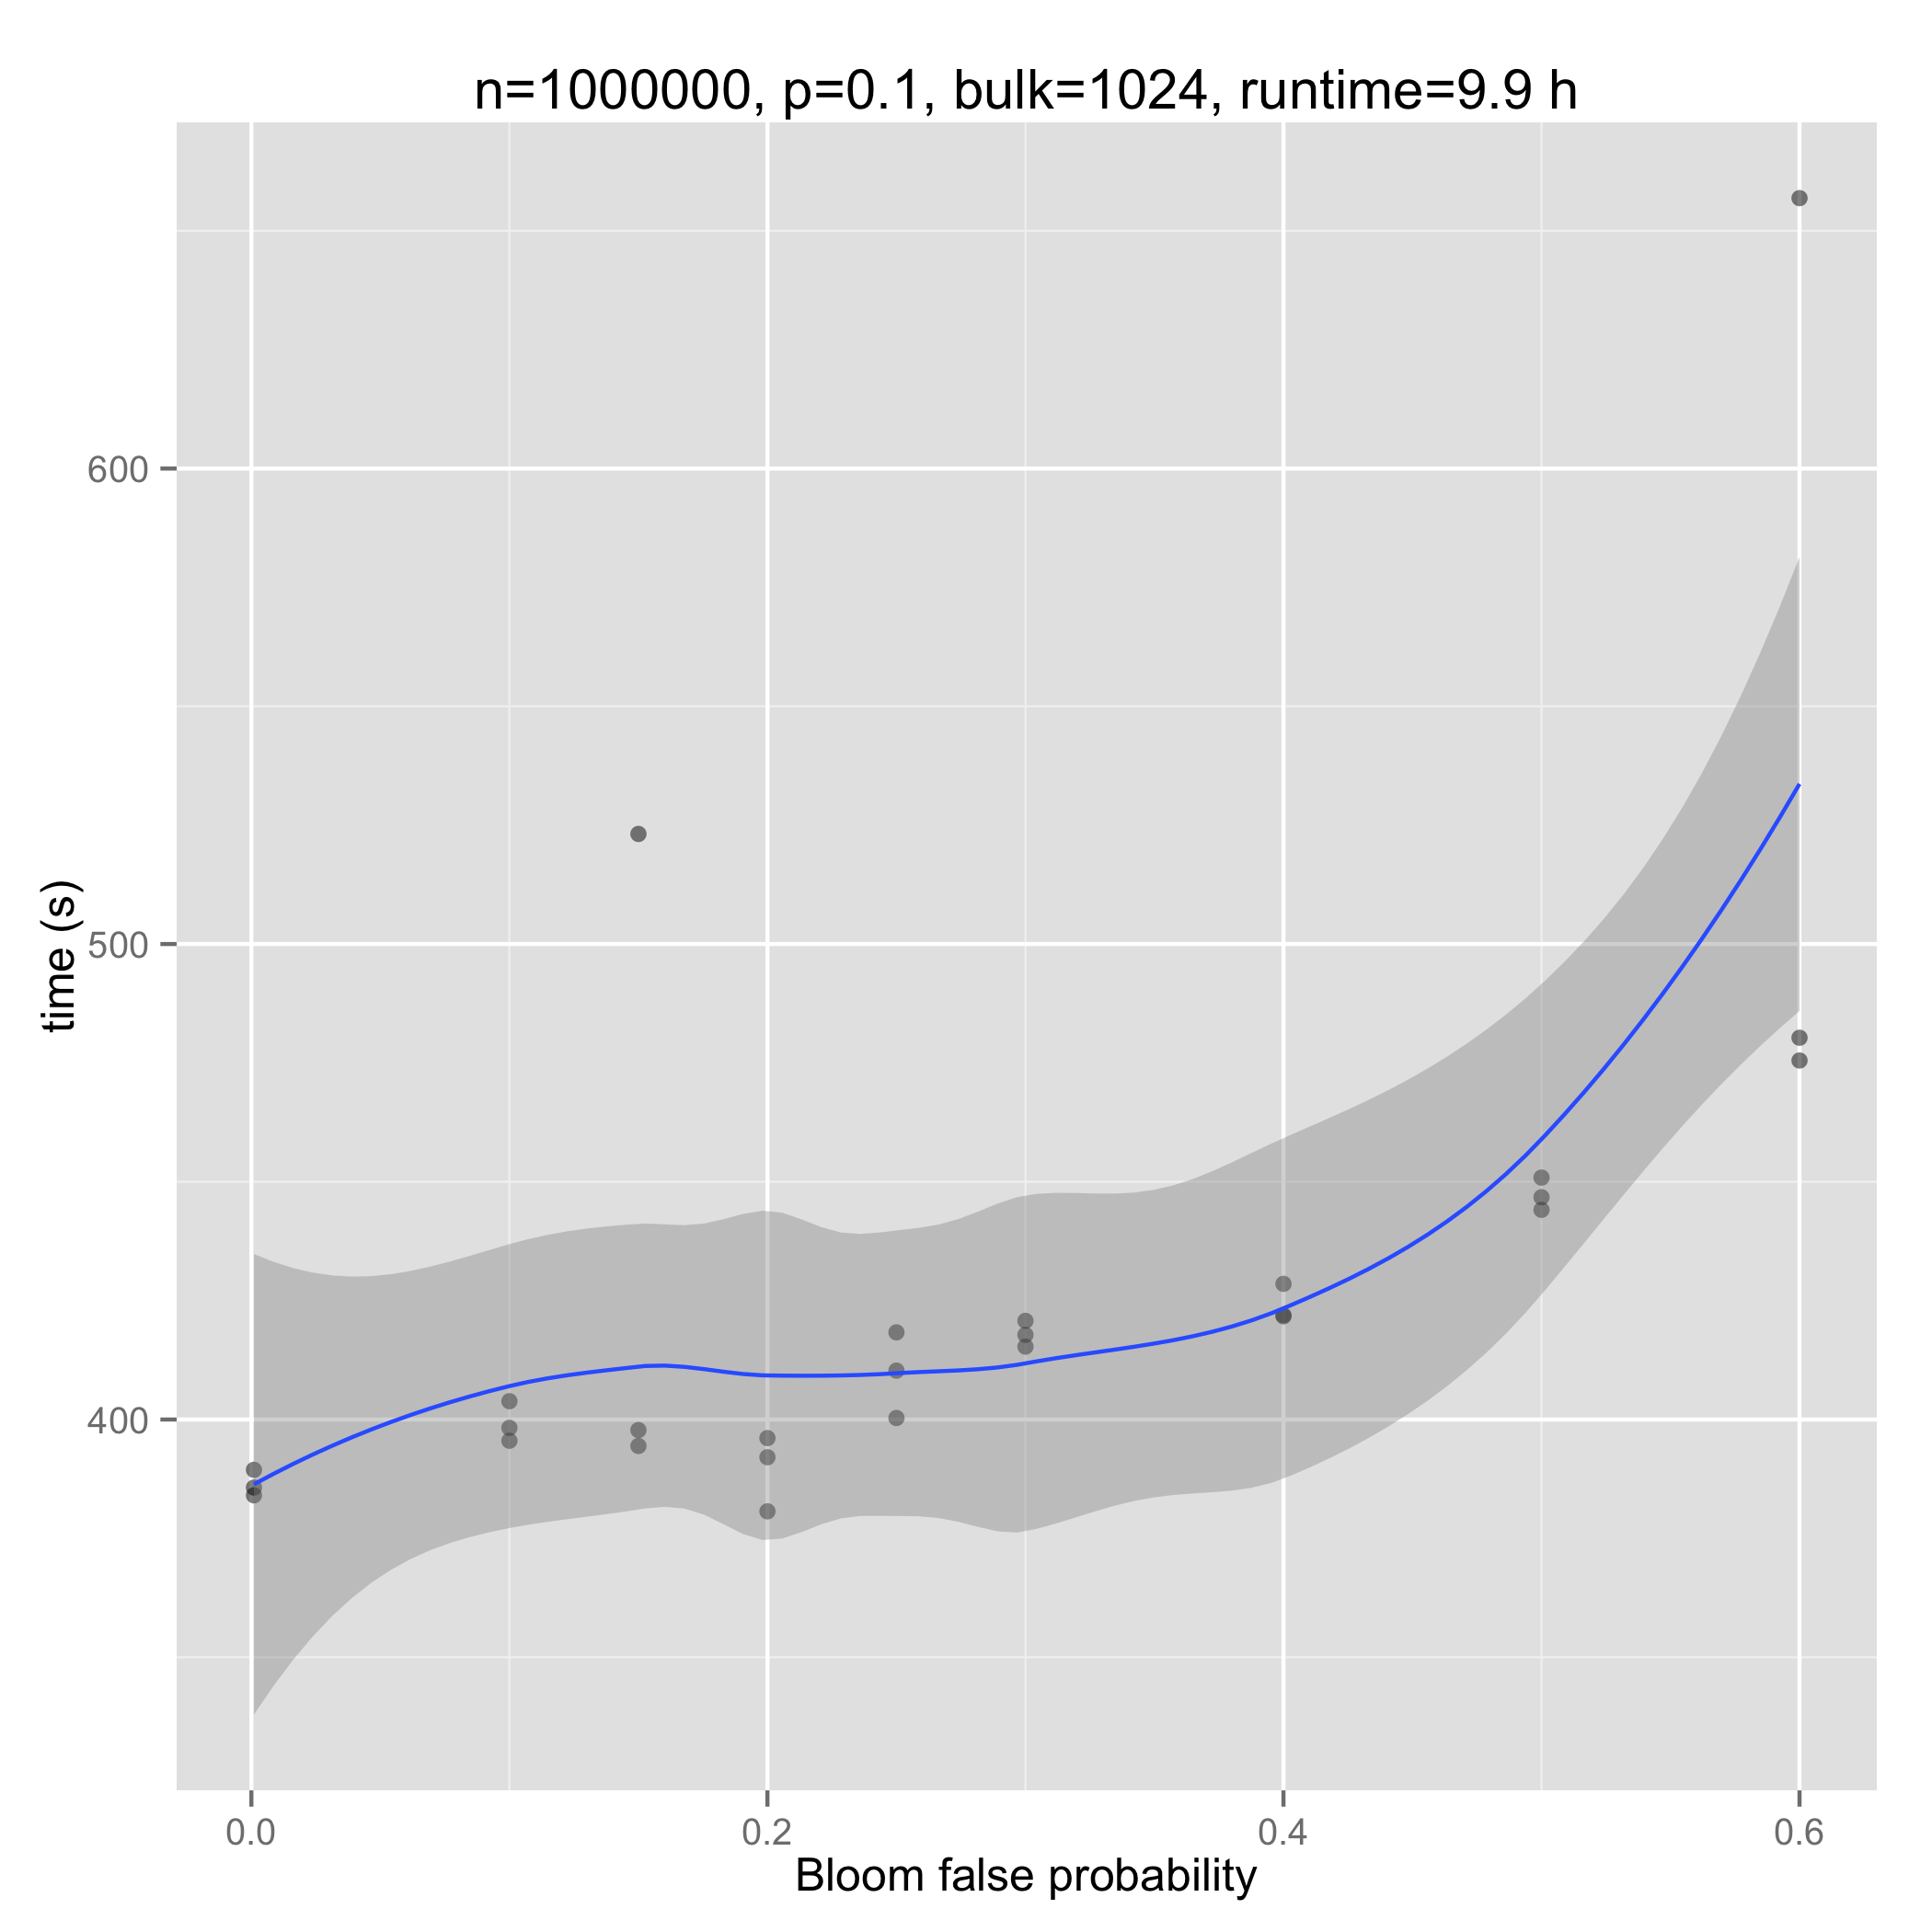 n=1000000, p=0.1, bulk=1024, runtime=9.9 h
600
500
400
time (s)
0.0 0.2 0.4 0.6
Bloom false probability